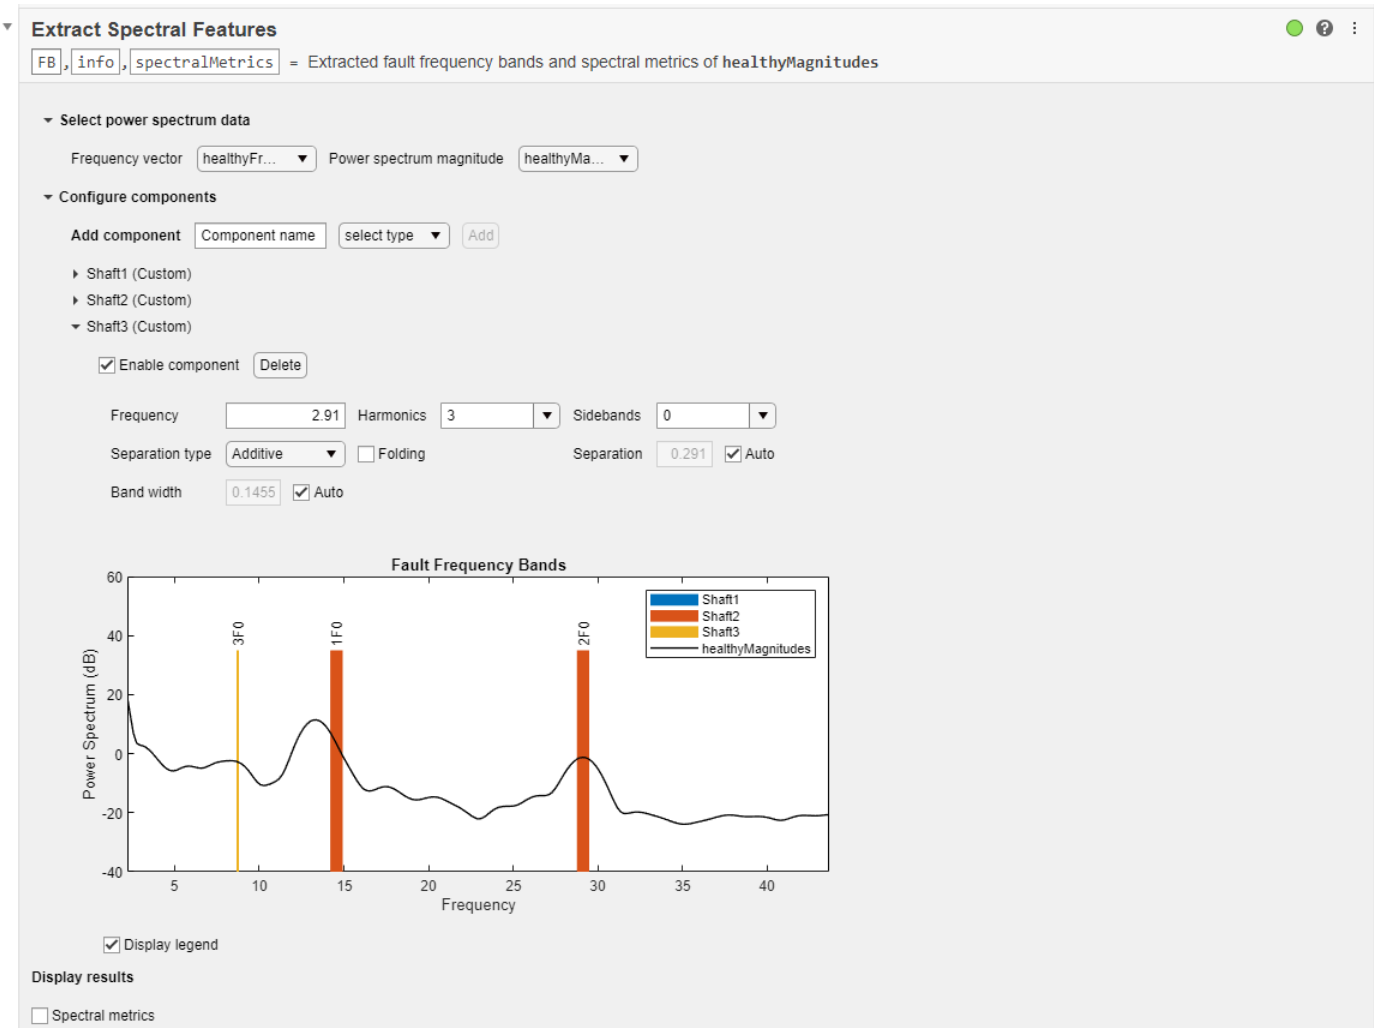 Extract Spectral Features
FB, info, spectralMetrics = Extracted fault frequency bands and spectral metrics of healthyMagnitudes
Select power spectrum data
Frequency vector healthyFr... Power spectrum magnitude healthyMa...
Configure components
Add component Component name select type Add
Shaft1 (Custom)
Shaft2 (Custom)
Shaft3 (Custom)
Enable component Delete
Frequency 2.91 Harmonics 3 Sidebands 0
Separation type Additive Folding Separation 0.291 Auto
Band width 0.1455 Auto
Fault Frequency Bands
60
40
20
0
-20
-40
Power Spectrum (dB)
3F0
1F0
2F0
Shaft1
Shaft2
Shaft3
healthyMagnitudes
5 10 15 20 25 30 35 40
Frequency
Display legend
Display results
Spectral metrics